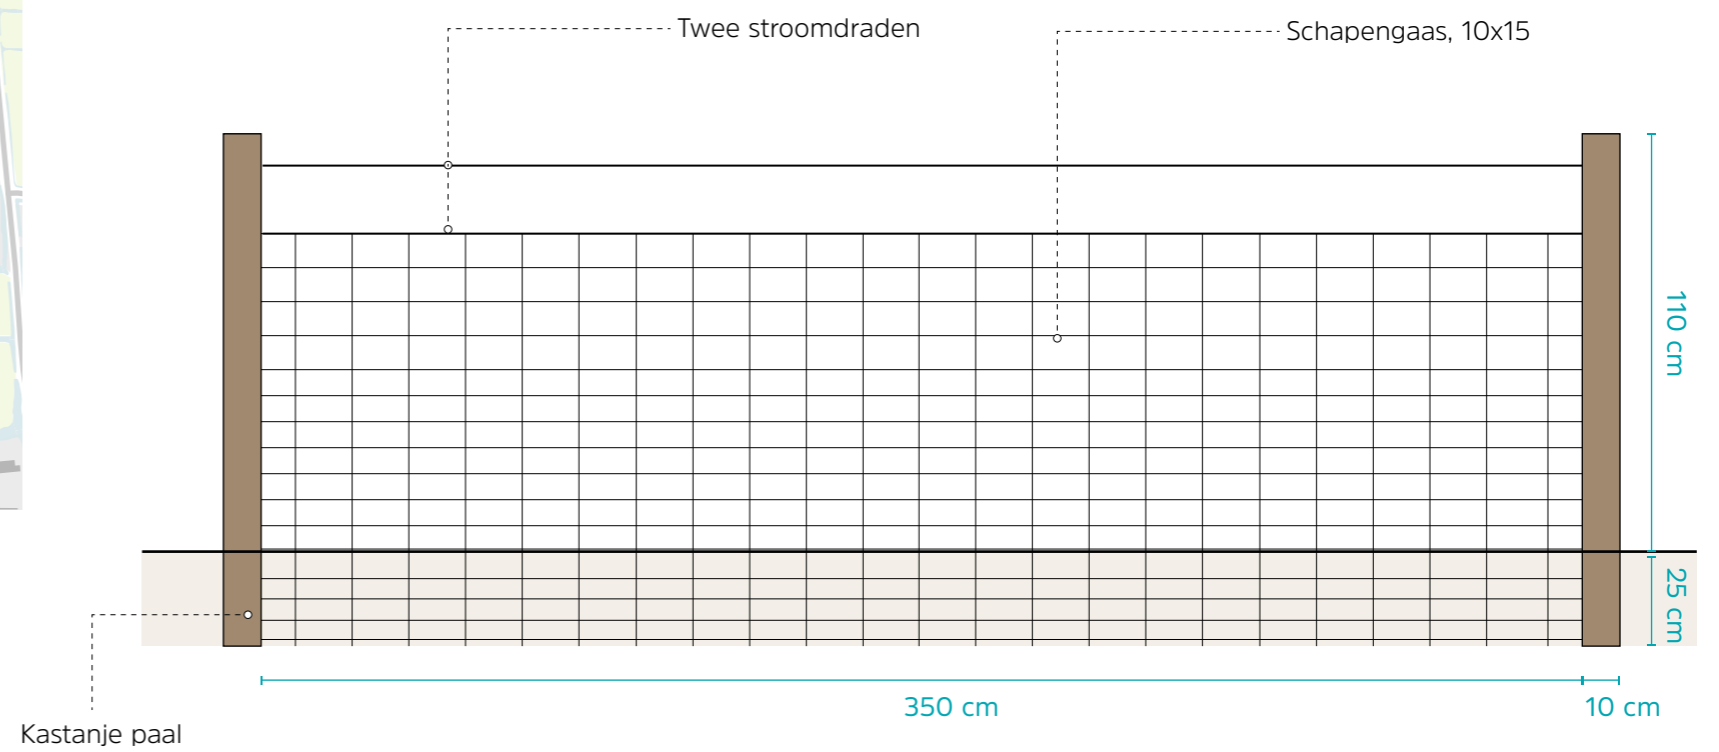 Twee stroomdraden
Schapengaas, 10x15
110 cm
25 cm
350 cm
10 cm
Kastanje paal